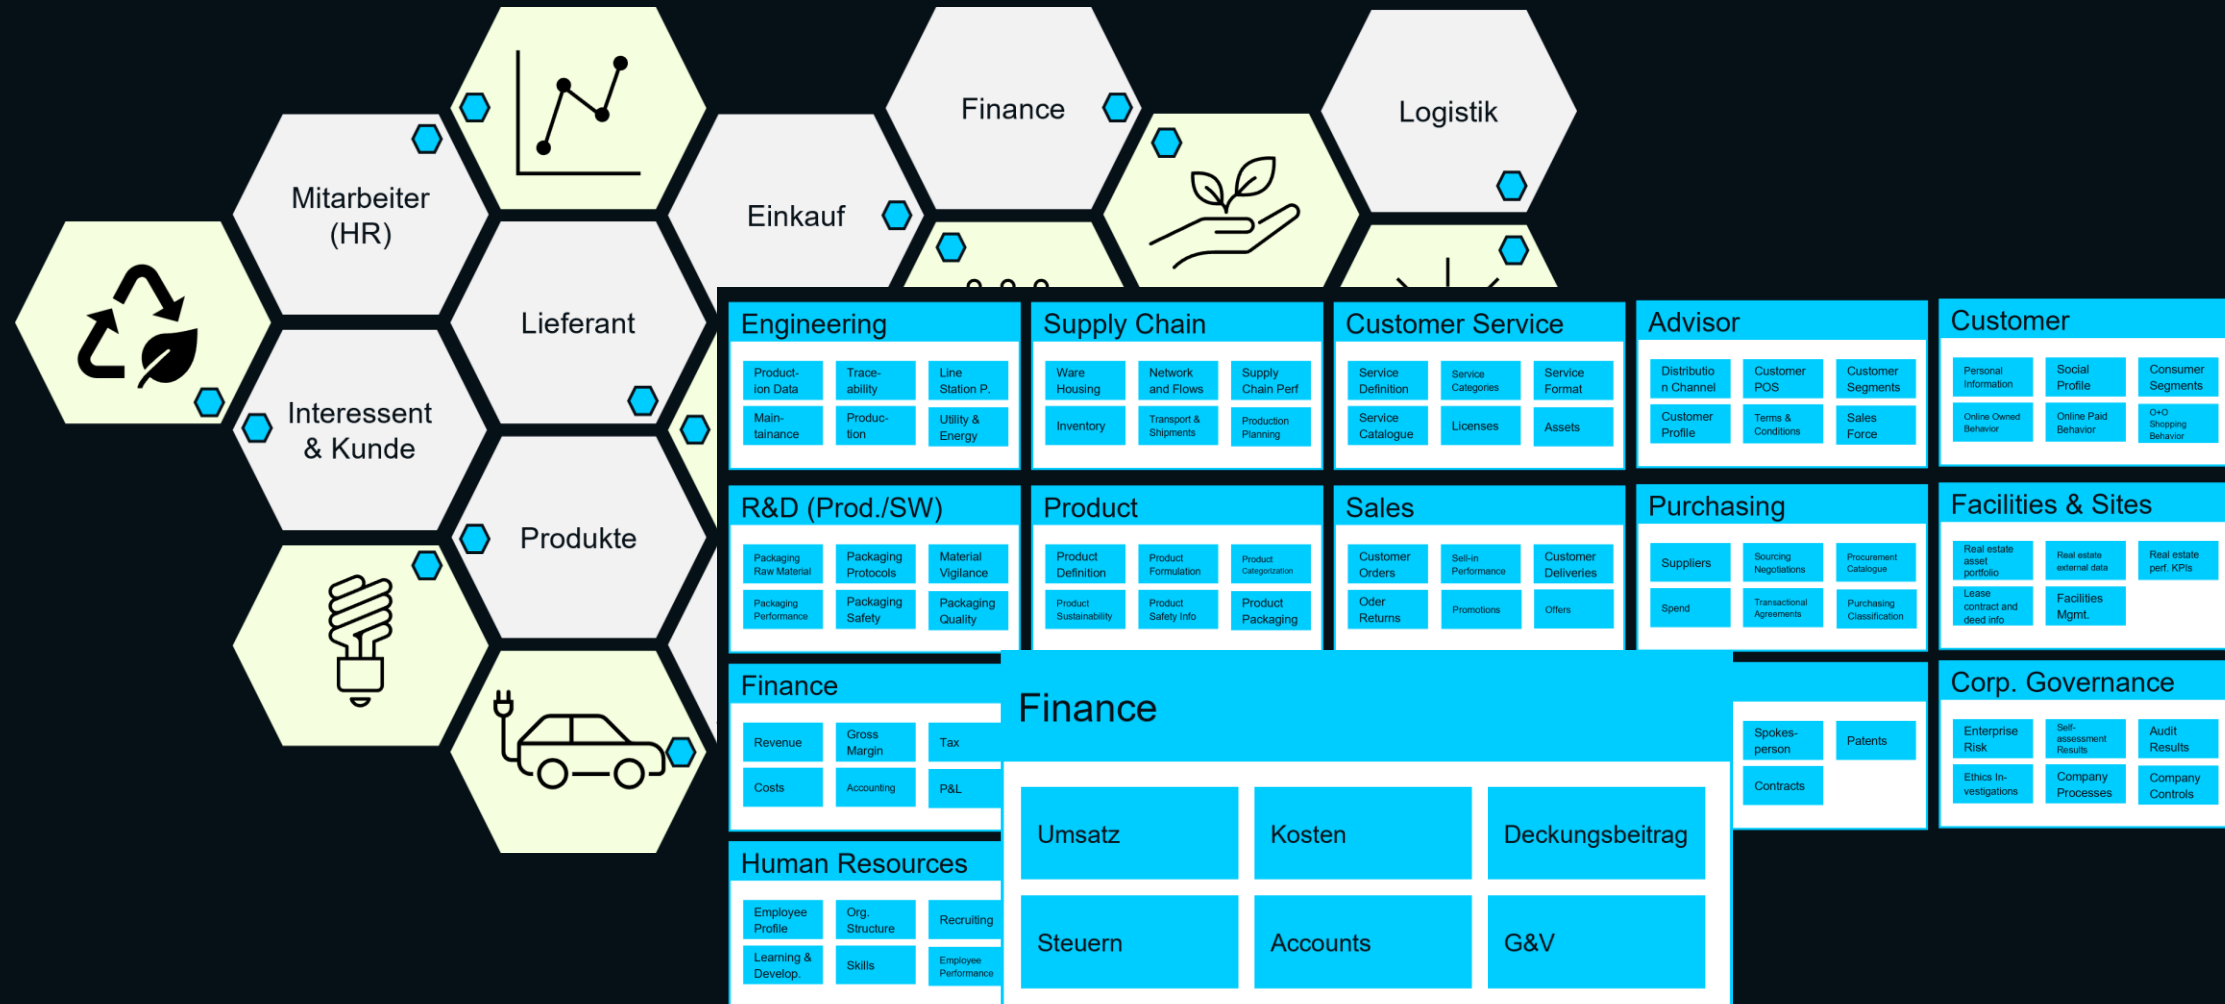 Finance
Logistik
Mitarbeiter
(HR)
Einkauf
Lieferant
Interessent
& Kunde
Produkte
Engineering
Product-
ion Data
Trace-
ability
Line
Station P.
Main-
tainance
Produc-
tion
Utility &
Energy
Supply Chain
Ware
Housing
Network
and Flows
Supply
Chain Perf
Inventory
Transport &
Shipments
Production
Planning
Customer Service
Service
Definition
Service
Categories
Service
Format
Service
Catalogue
Licenses
Assets
Advisor
Distributio
n Channel
Customer
POS
Customer
Segments
Customer
Profile
Terms &
Conditions
Sales
Force
Customer
Personal
Information
Social
Profile
Consumer
Segments
Online Owned
Behavior
Online Paid
Behavior
O+O
Shopping
Behavior
R&D (Prod./SW)
Packaging
Raw Material
Packaging
Protocols
Material
Vigilance
Packaging
Performance
Packaging
Safety
Packaging
Quality
Product
Product
Definition
Product
Formulation
Product
Categorization
Product
Sustainability
Product
Safety Info
Product
Packaging
Sales
Customer
Orders
Sell-in
Performance
Customer
Deliveries
Oder
Returns
Promotions
Offers
Purchasing
Suppliers
Sourcing
Negotiations
Procurement
Catalogue
Spend
Transactional
Agreements
Purchasing
Classification
Facilities & Sites
Real estate
asset
portfolio
Real estate
external data
Real estate
perf. KPIs
Lease
contract and
deed info
Facilities
Mgmt.
Finance
Revenue
Gross
Margin
Tax
Costs
Accounting
P&L
Finance
Umsatz
Kosten
Deckungsbeitrag
Steuern
Accounts
G&V
Spokes-
person
Patents
Contracts
Corp. Governance
Enterprise
Risk
Self-
assessment
Results
Audit
Results
Ethics In-
vestigations
Company
Processes
Company
Controls
Human Resources
Employee
Profile
Org.
Structure
Recruiting
Learning &
Develop.
Skills
Employee
Performance